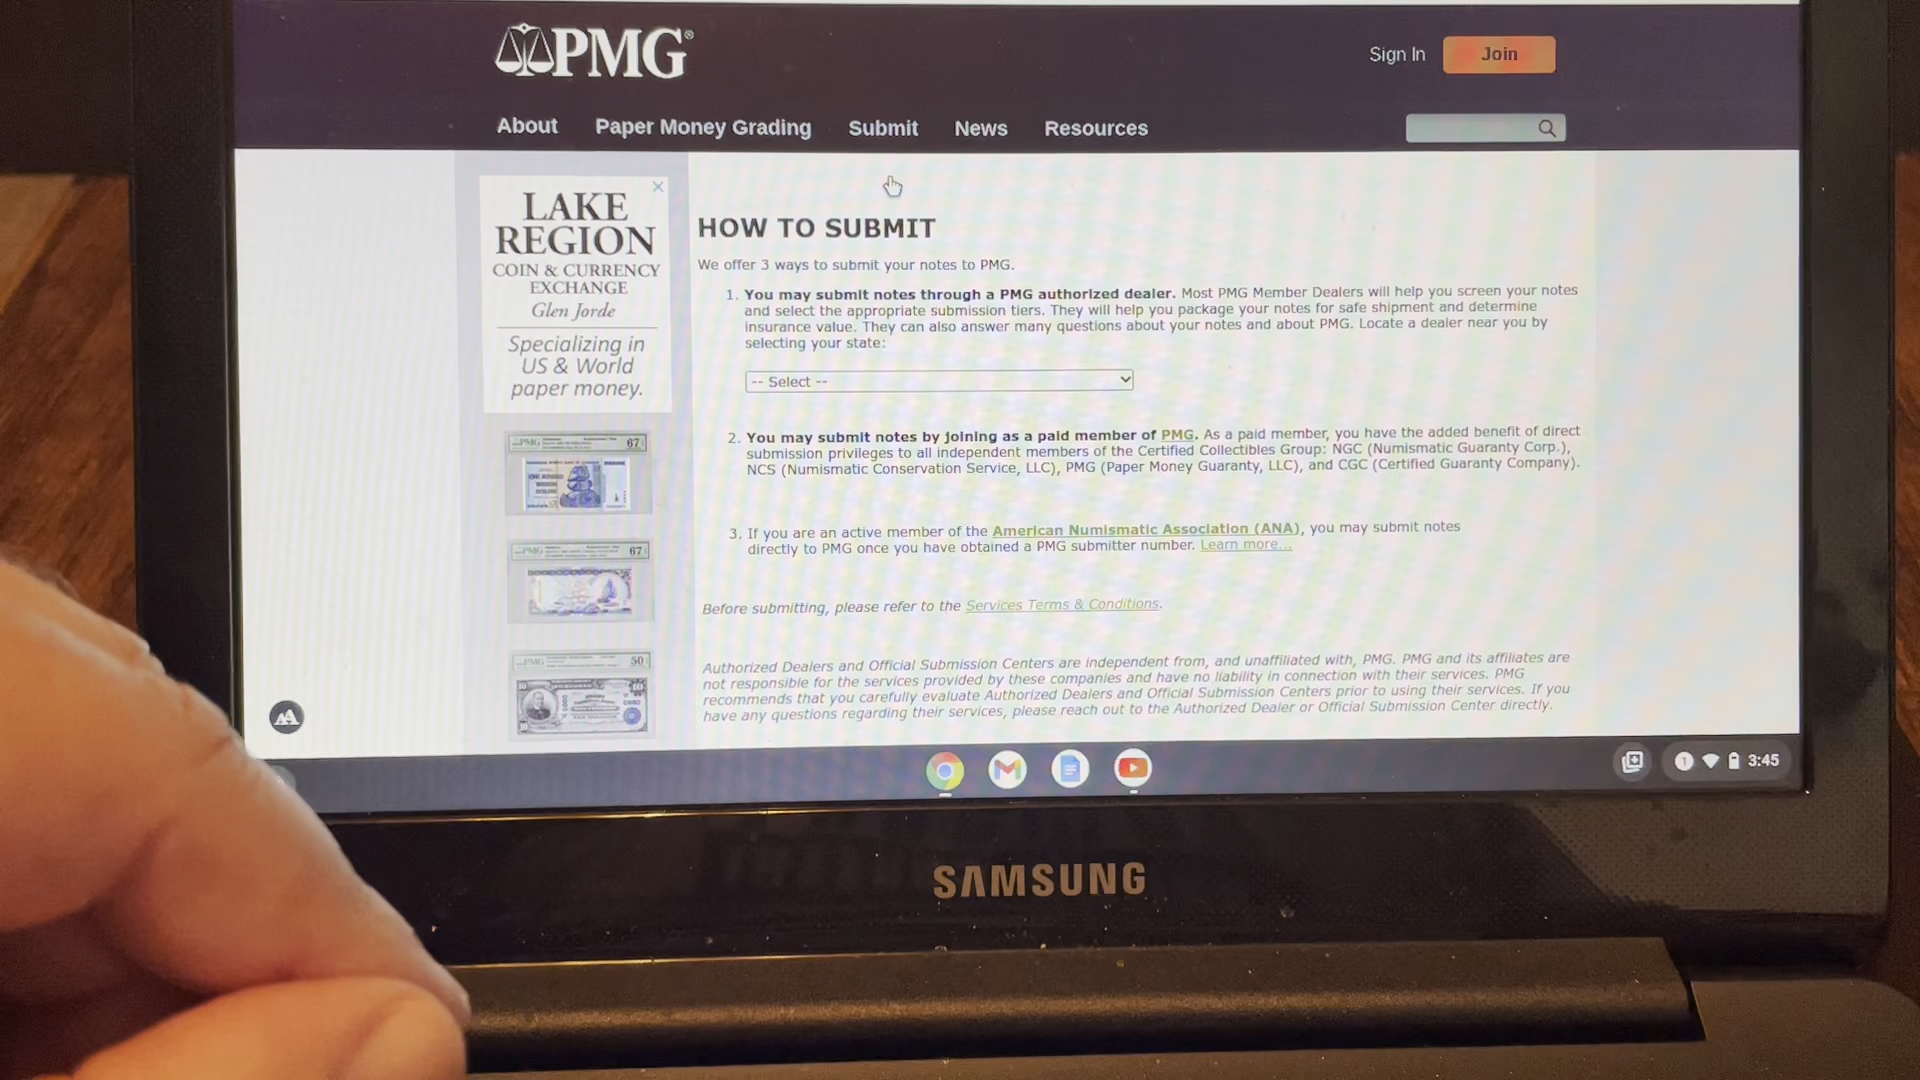 PMG®
Sign In
Join
About
Paper Money Grading
Submit
News
Resources
LAKE
REGION
COIN & CURRENCY
EXCHANGE
Glen Jorde
Specializing in
US & World
paper money.
PMG
67
PMG
67
PMG
50
HOW TO SUBMIT
We offer 3 ways to submit your notes to PMG.
1. You may submit notes through a PMG authorized dealer. Most PMG Member Dealers will help you screen your notes
and select the appropriate submission tiers. They will help you package your notes for safe shipment and determine
insurance value. They can also answer many questions about your notes and about PMG. Locate a dealer near you by
selecting your state:
-- Select --
2. You may submit notes by joining as a paid member of PMG. As a paid member, you have the added benefit of direct
submission privileges to all independent members of the Certified Collectibles Group: NGC (Numismatic Guaranty Corp.),
NCS (Numismatic Conservation Service, LLC), PMG (Paper Money Guaranty, LLC), and CGC (Certified Guaranty Company).
3. If you are an active member of the American Numismatic Association (ANA), you may submit notes
directly to PMG once you have obtained a PMG submitter number. Learn more...
Before submitting, please refer to the Services Terms & Conditions.
Authorized Dealers and Official Submission Centers are independent from, and unaffiliated with, PMG. PMG and its affiliates are
not responsible for the services provided by these companies and have no liability in connection with their services. PMG
recommends that you carefully evaluate Authorized Dealers and Official Submission Centers prior to using their services. If you
have any questions regarding their services, please reach out to the Authorized Dealer or Official Submission Center directly.
AA
1
3:45
SAMSUNG